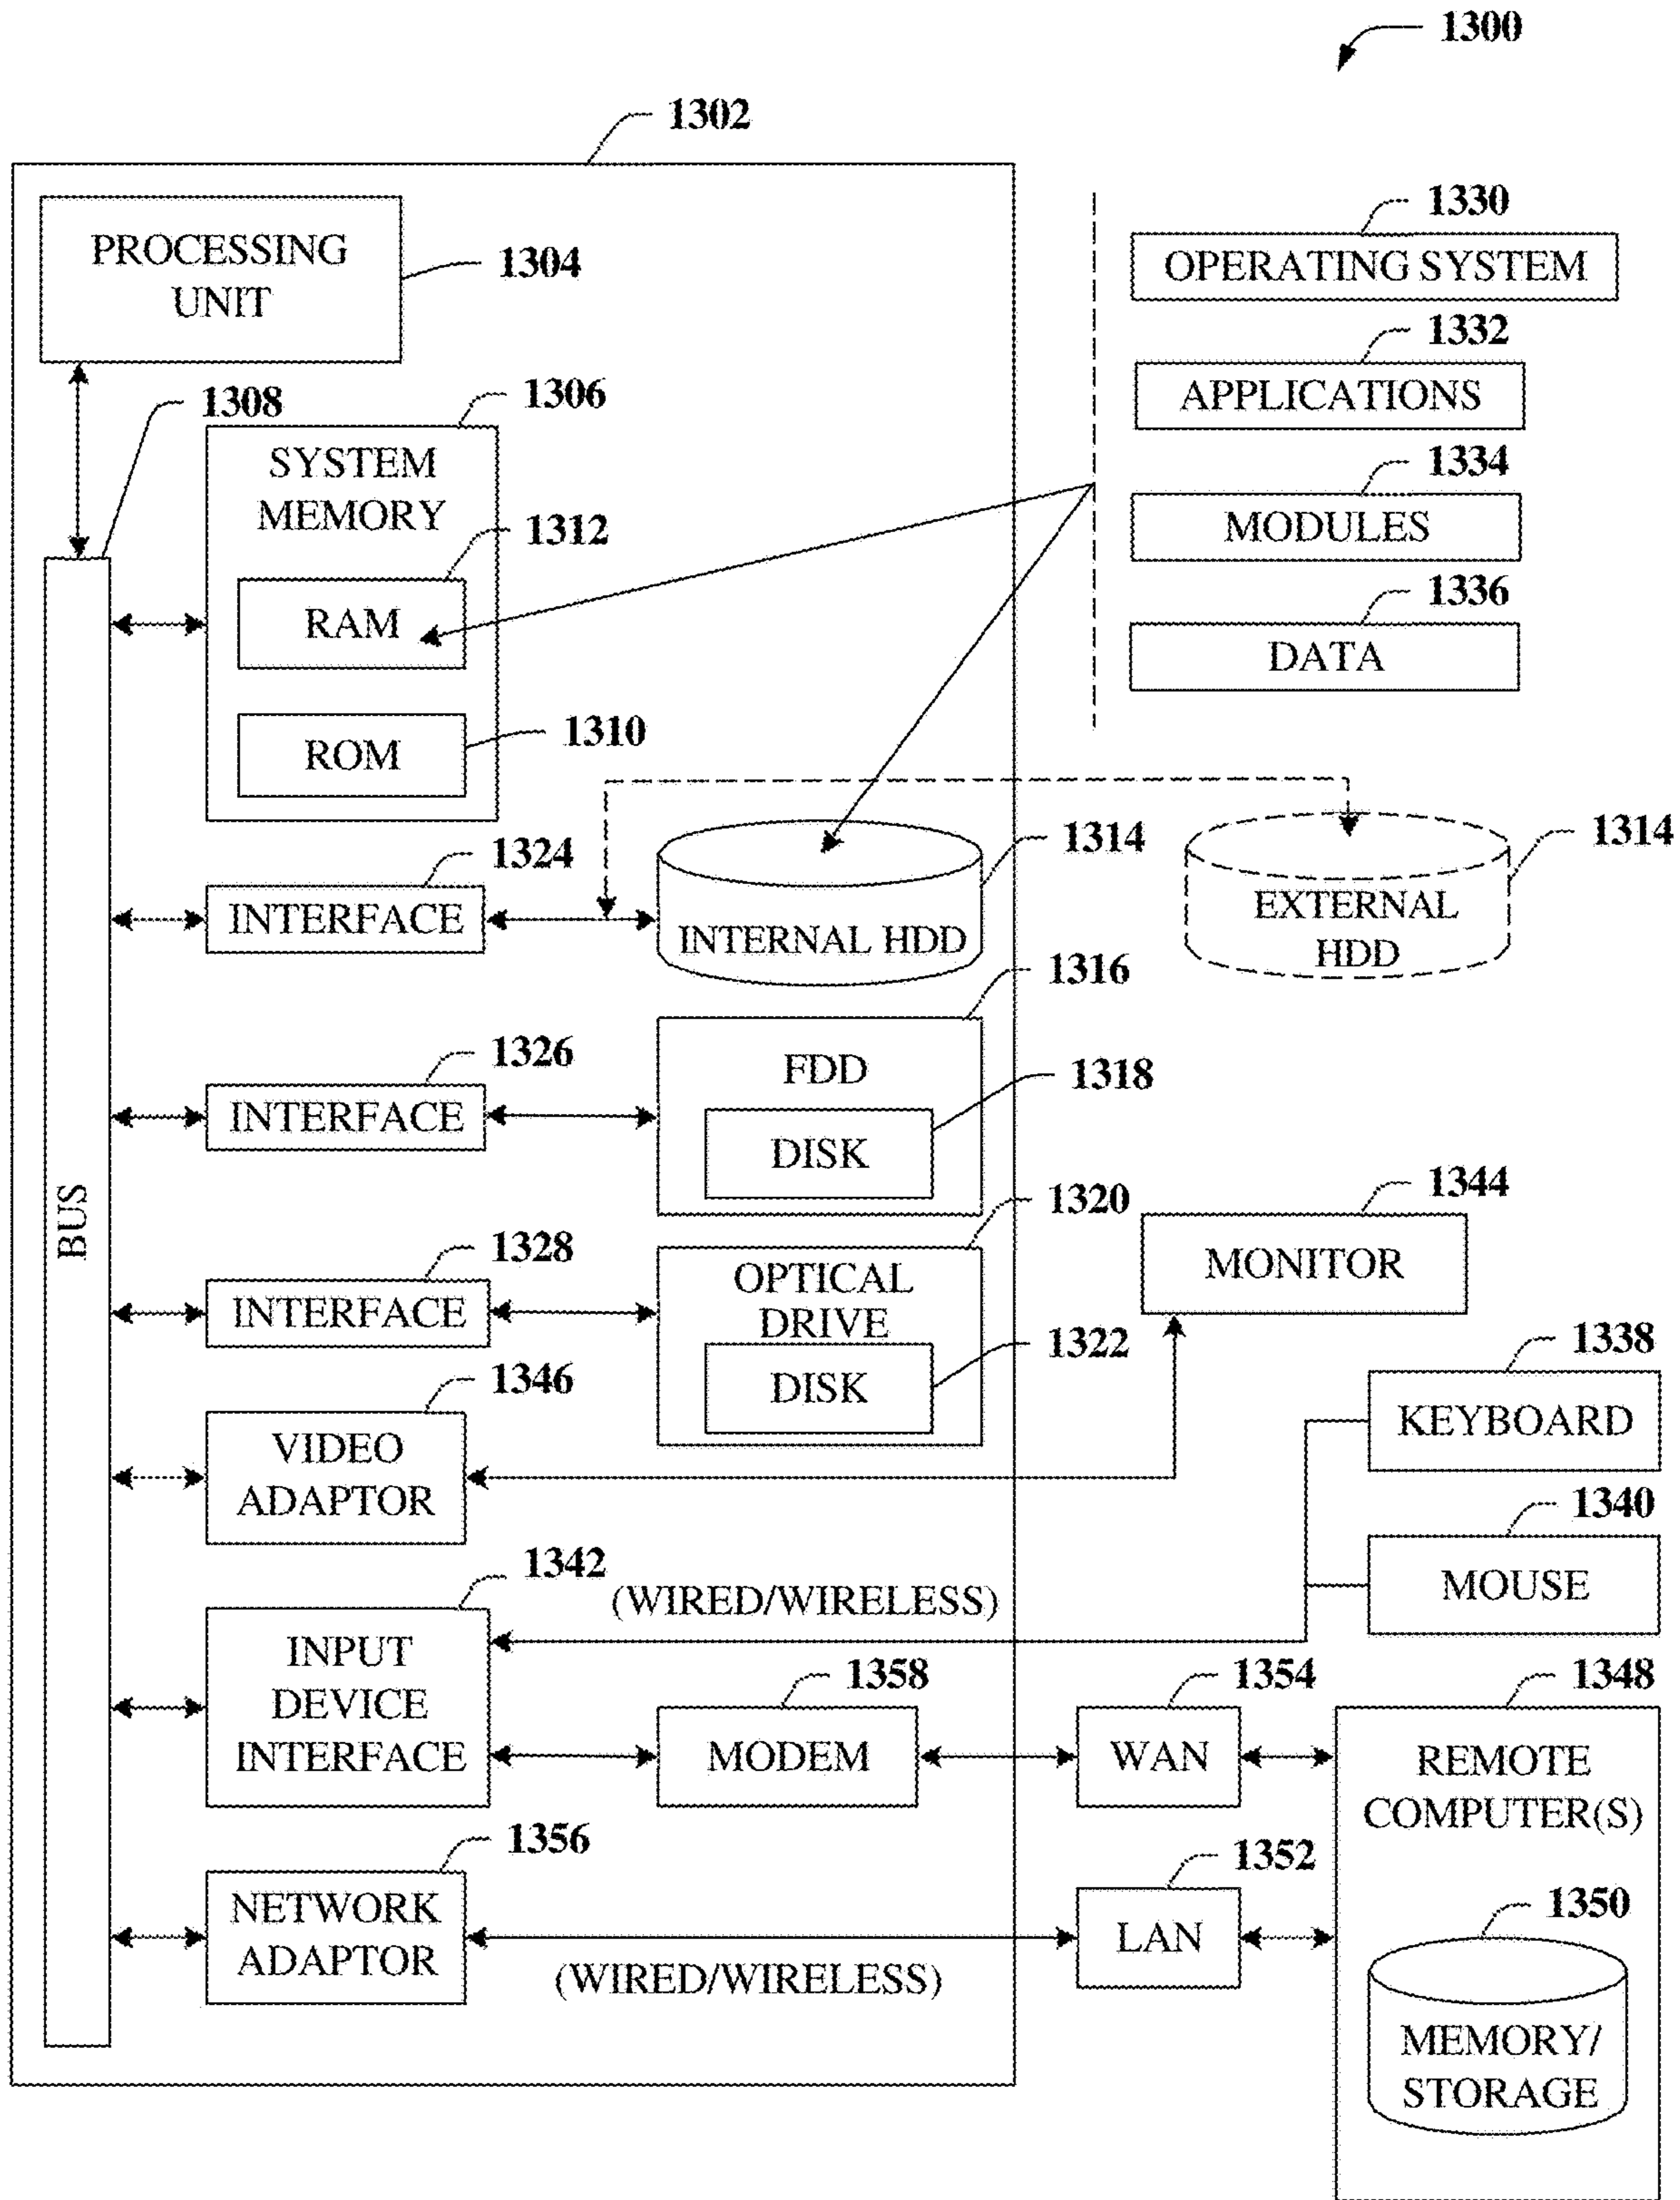 1300
1302
PROCESSING
UNIT
1304
1330
OPERATING SYSTEM
1332
APPLICATIONS
1334
MODULES
1336
DATA
1308
1306
SYSTEM
MEMORY
1312
RAM
1310
ROM
BUS
1324
INTERFACE
1314
INTERNAL HDD
1314
EXTERNAL
HDD
1326
INTERFACE
1316
FDD
1318
DISK
1328
INTERFACE
1320
OPTICAL
DRIVE
1322
DISK
1344
MONITOR
1346
VIDEO
ADAPTOR
1338
KEYBOARD
1340
MOUSE
1342
(WIRED/WIRELESS)
INPUT
DEVICE
INTERFACE
1358
MODEM
1354
WAN
1348
REMOTE
COMPUTER(S)
1356
NETWORK
ADAPTOR
(WIRED/WIRELESS)
1352
LAN
1350
MEMORY/
STORAGE